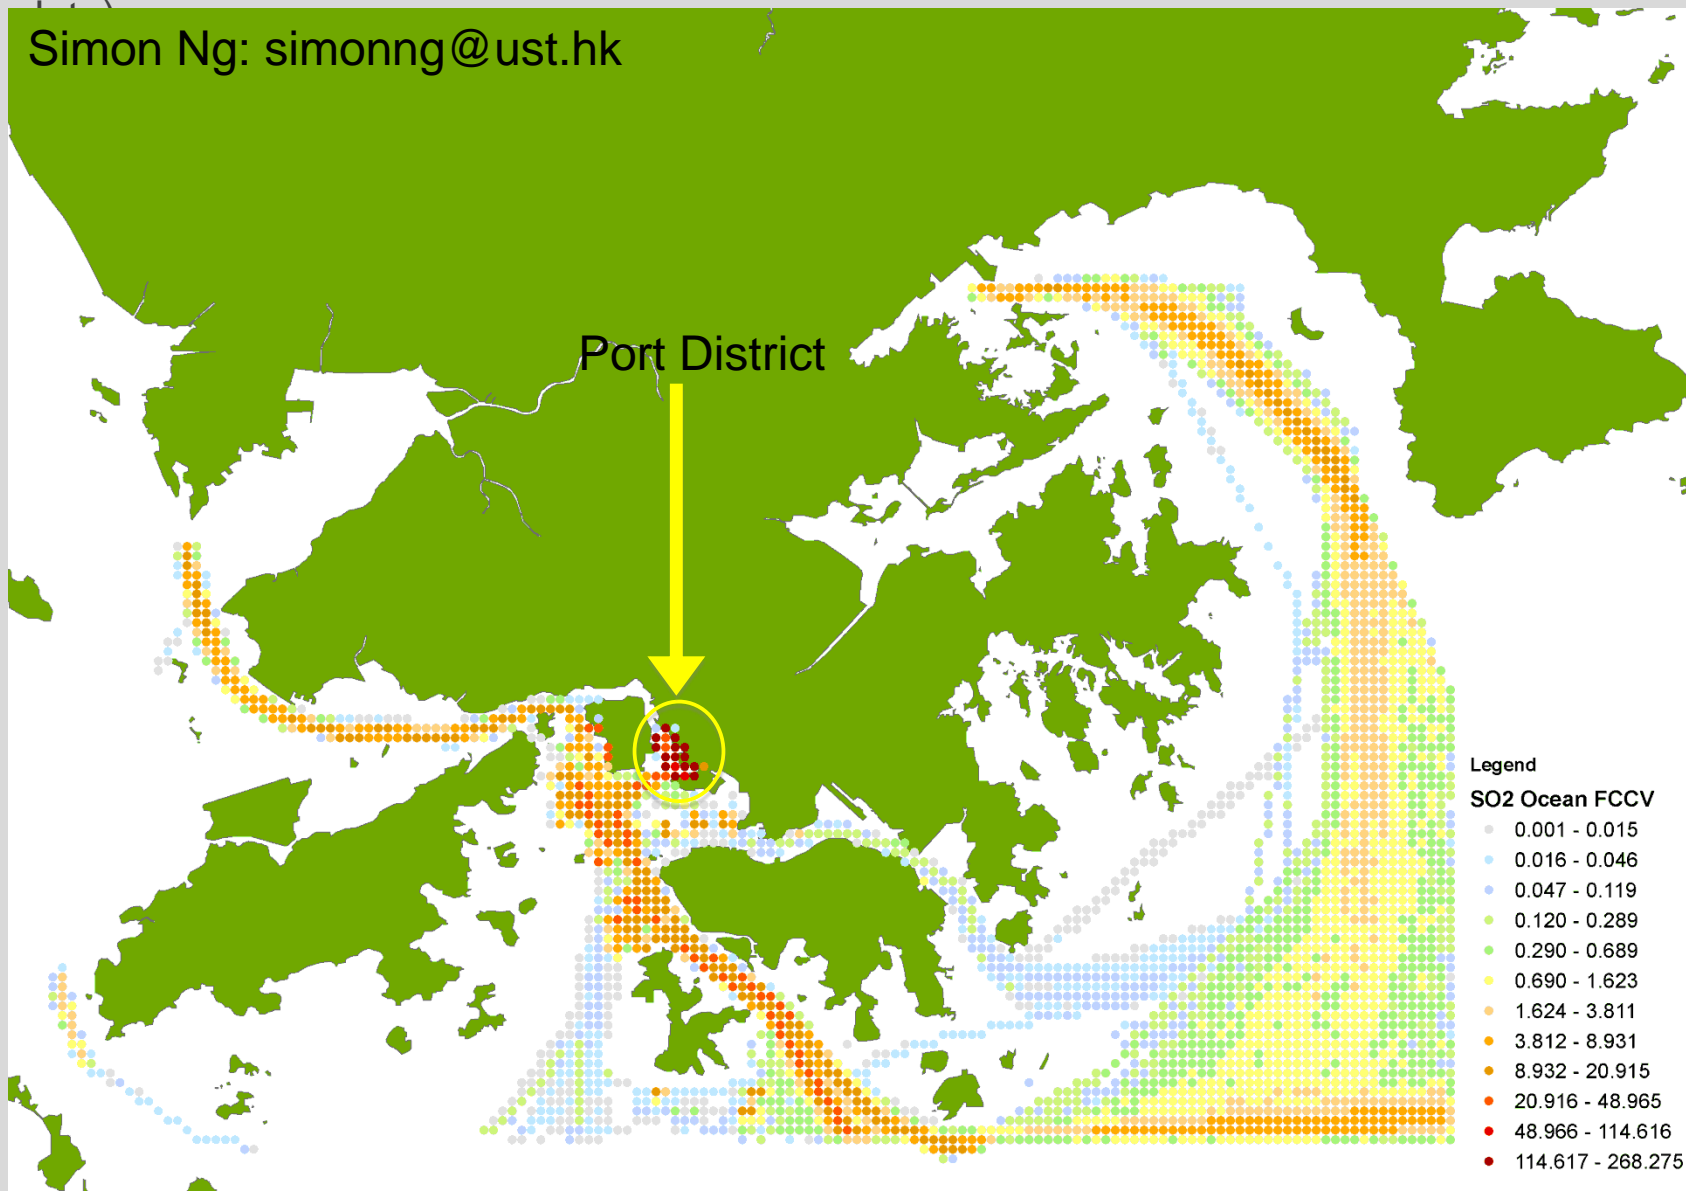 Simon Ng: simonng@ust.hk
Port District
Legend
SO2 Ocean FCCV
0.001 - 0.015
0.016 - 0.046
0.047 - 0.119
0.120 - 0.289
0.290 - 0.689
0.690 - 1.623
1.624 - 3.811
3.812 - 8.931
8.932 - 20.915
20.916 - 48.965
48.966 - 114.616
114.617 - 268.275